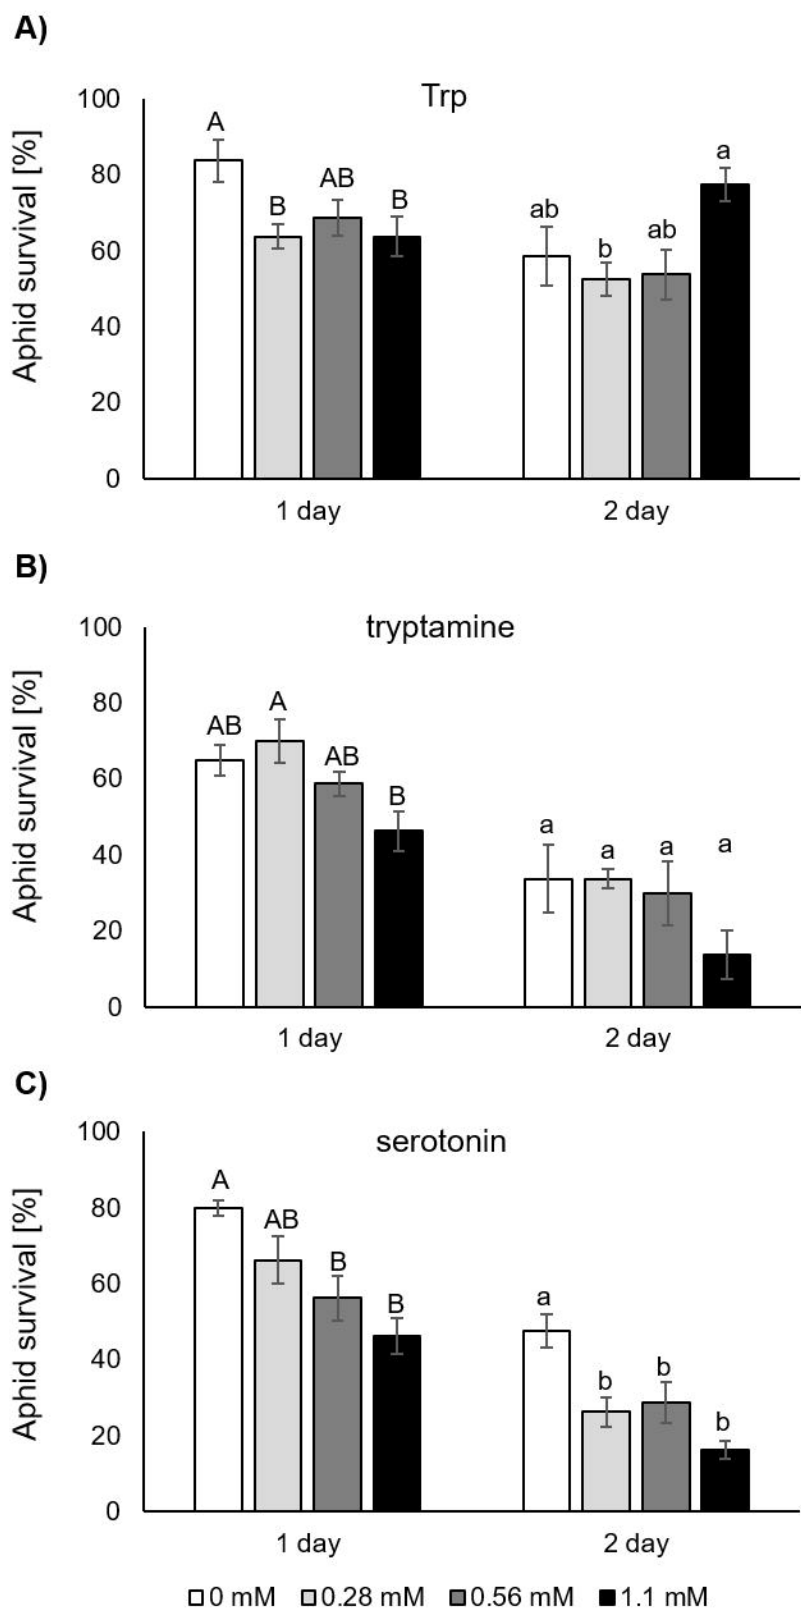 A)
Trp
Aphid survival [%]
100
80
60
40
20
0
A
B
AB
B
ab
b
ab
a
1 day
2 day
B)
tryptamine
Aphid survival [%]
100
80
60
40
20
0
AB
A
AB
B
a
a
a
a
1 day
2 day
C)
serotonin
Aphid survival [%]
100
80
60
40
20
0
A
AB
B
B
a
b
b
b
1 day
2 day
0 mM 0.28 mM 0.56 mM 1.1 mM